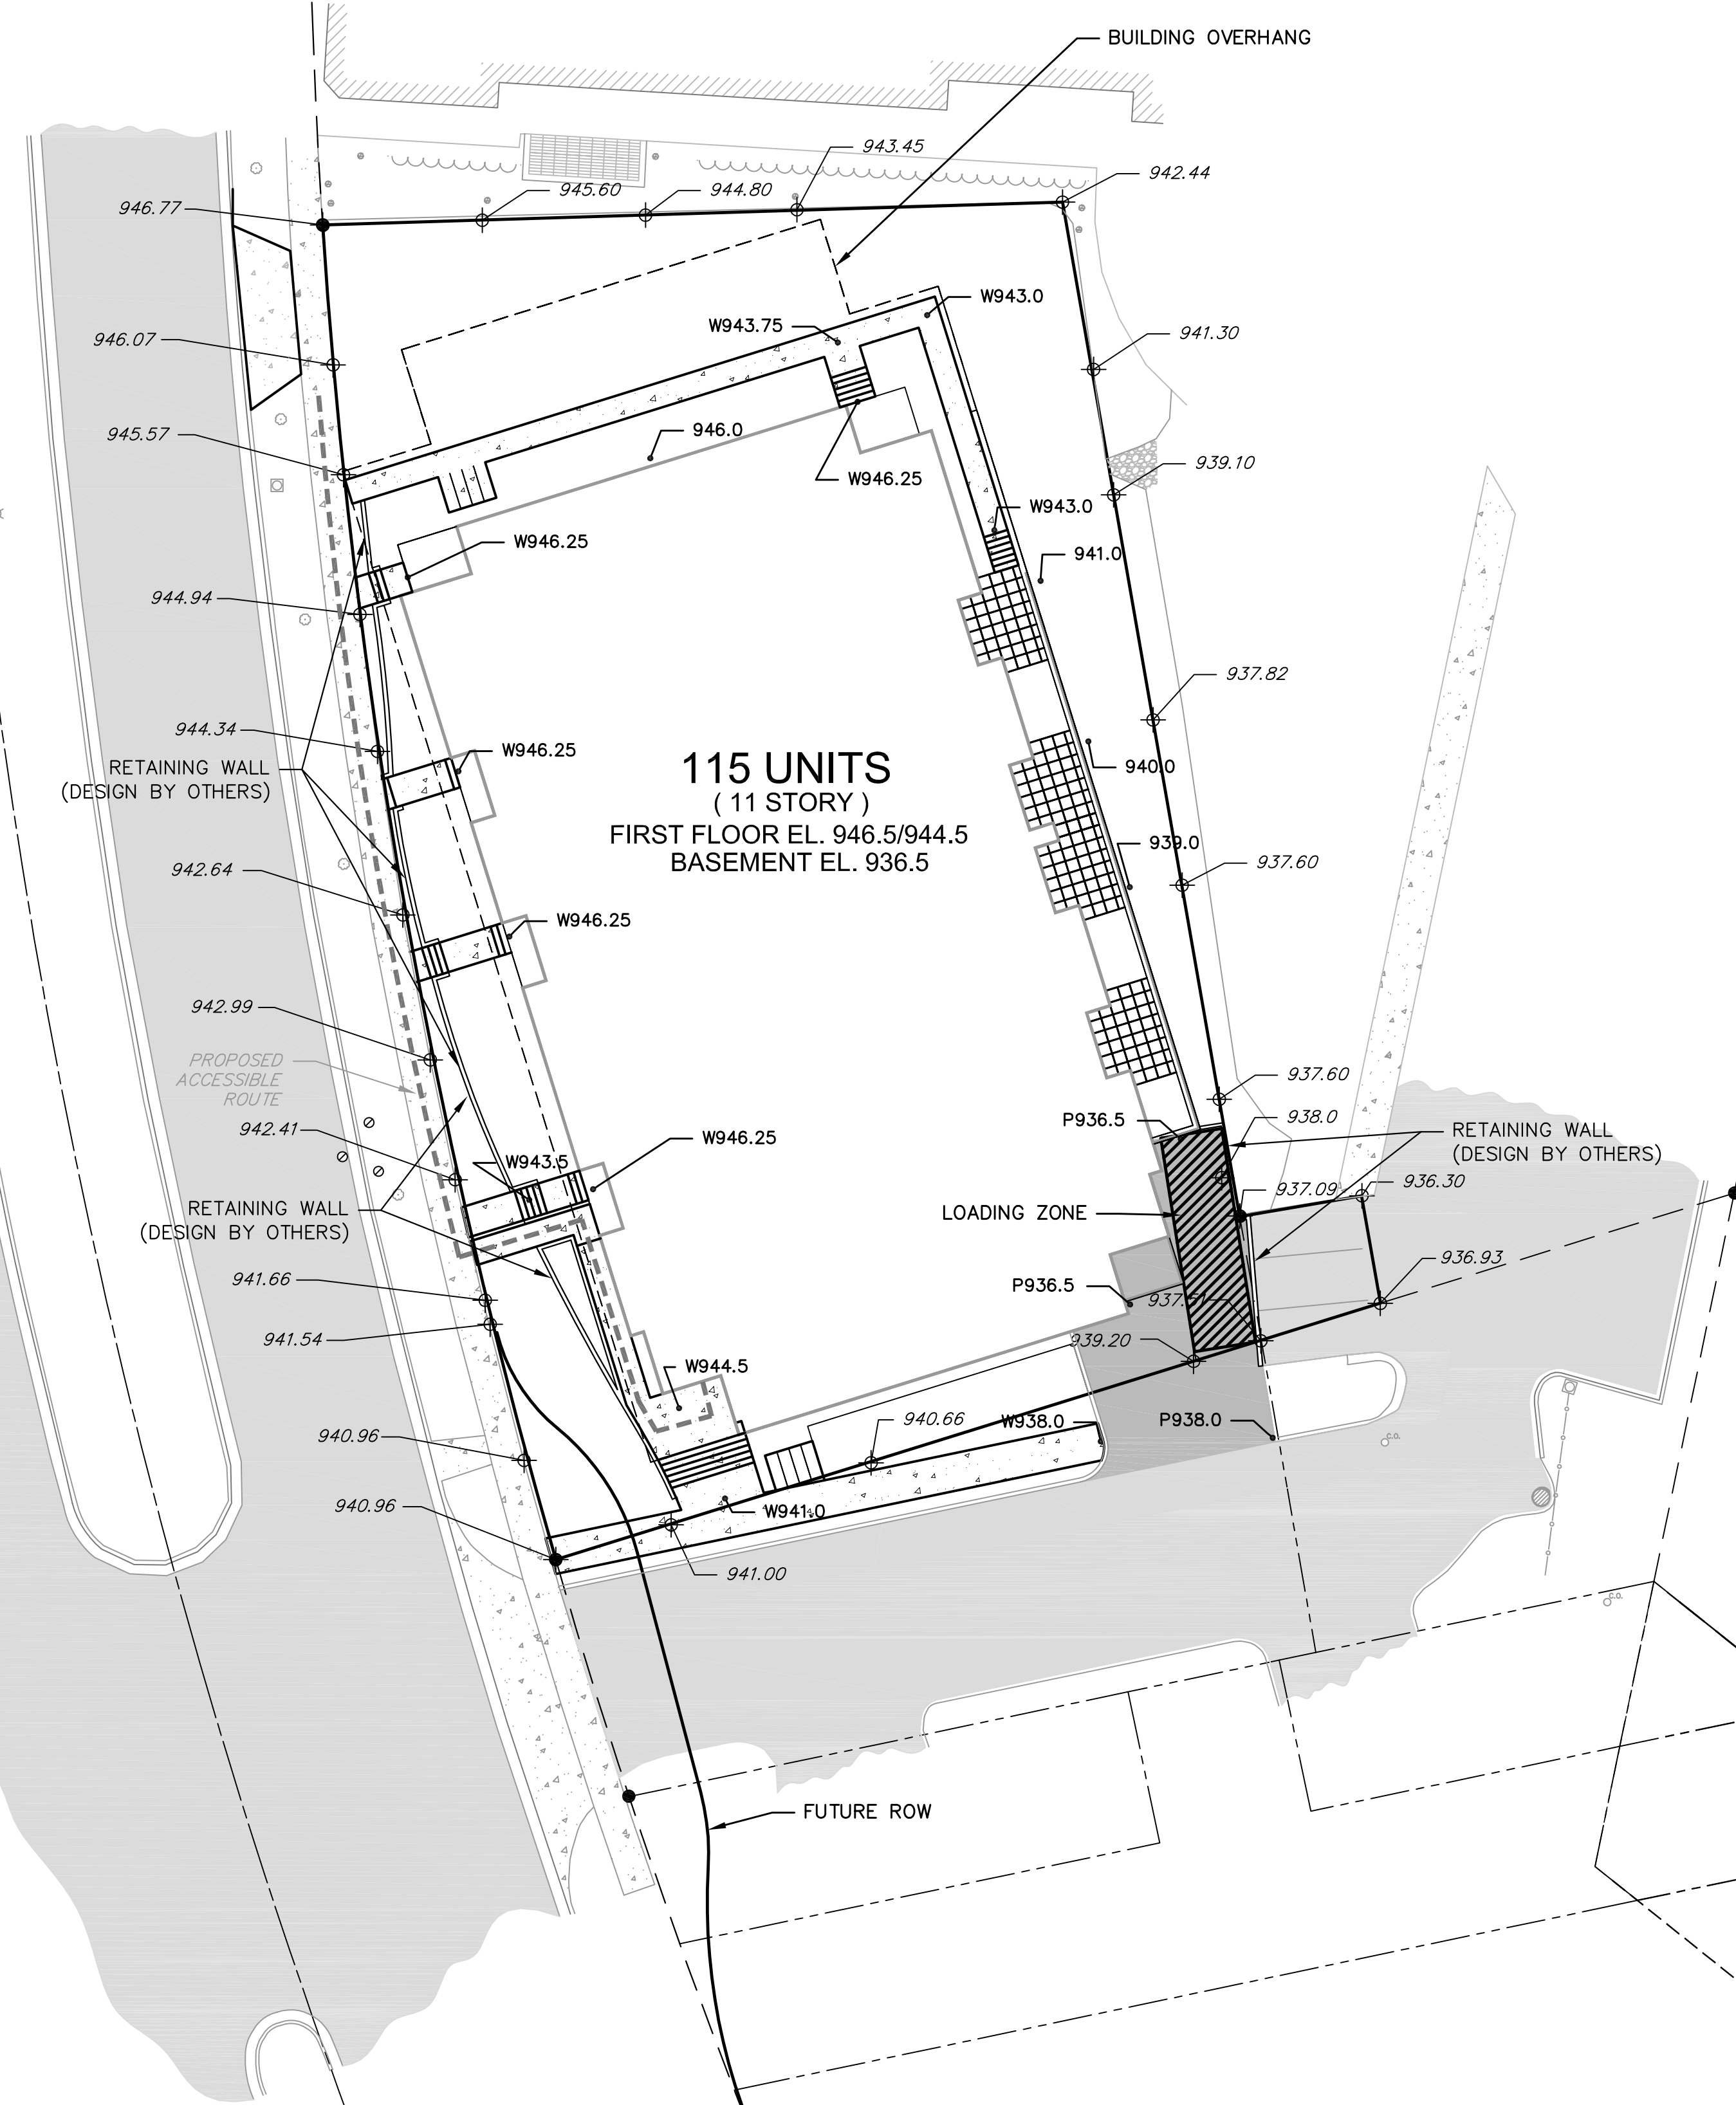 BUILDING OVERHANG
943.45
942.44
945.60
944.80
946.77
W943.0
W943.75
941.30
946.07
946.0
945.57
939.10
W946.25
W943.0
W946.25
941.0
944.94
937.82
944.34
W946.25
115 UNITS
( 11 STORY )
FIRST FLOOR EL. 946.5/944.5
BASEMENT EL. 936.5
940.0
RETAINING WALL
(DESIGN BY OTHERS)
939.0
937.60
942.64
W946.25
942.99
PROPOSED
ACCESSIBLE
ROUTE
937.60
938.0
P936.5
942.41
W946.25
RETAINING WALL
(DESIGN BY OTHERS)
W943.5
936.30
937.09
RETAINING WALL
(DESIGN BY OTHERS)
LOADING ZONE
936.93
941.66
P936.5
937.51
941.54
939.20
W944.5
940.66
W938.0
P938.0
C.O.
940.96
940.96
W941.0
941.00
C.O.
FUTURE ROW